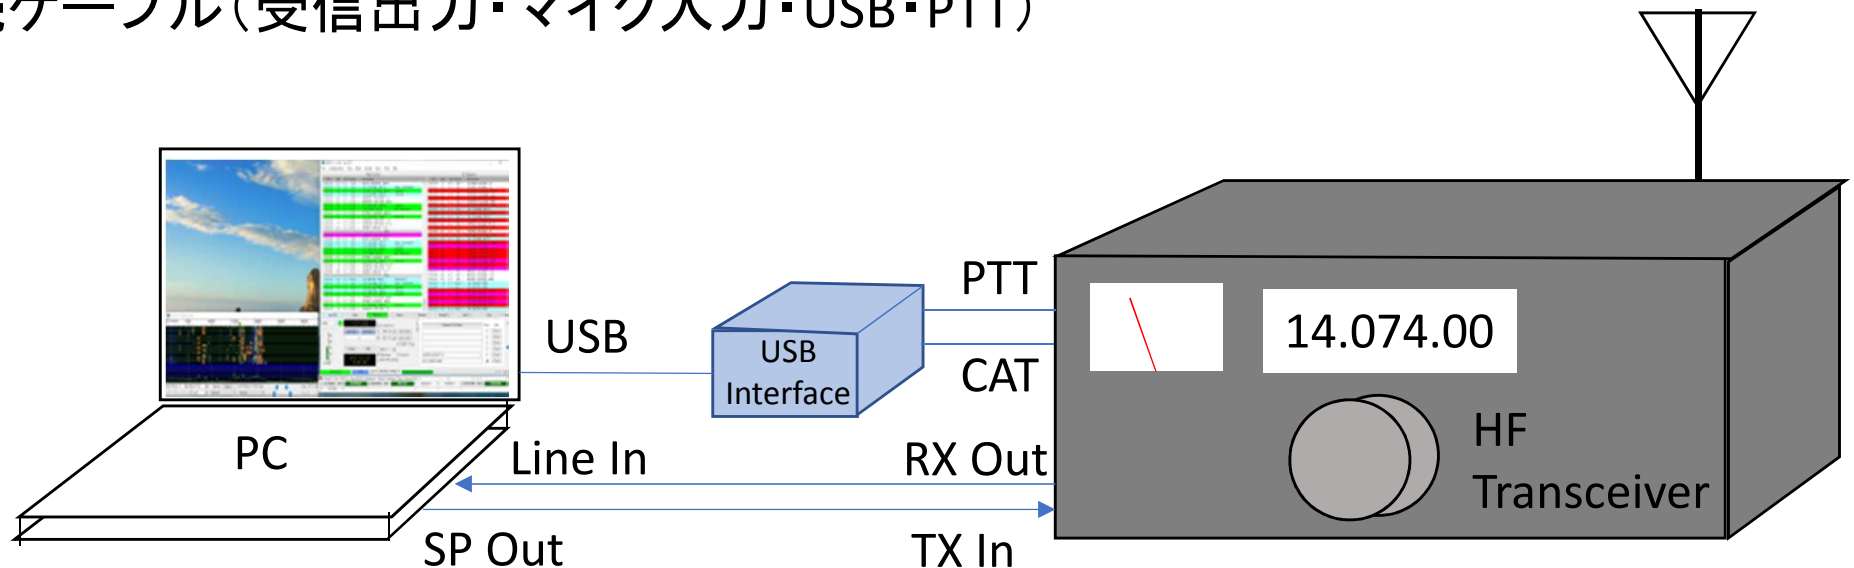 ケーブル(受信出力・マイク入力・USB・PTT)
PTT
14.074.00
USB
USB
Interface
CAT
HF
Transceiver
PC
Line In
RX Out
SP Out
TX In